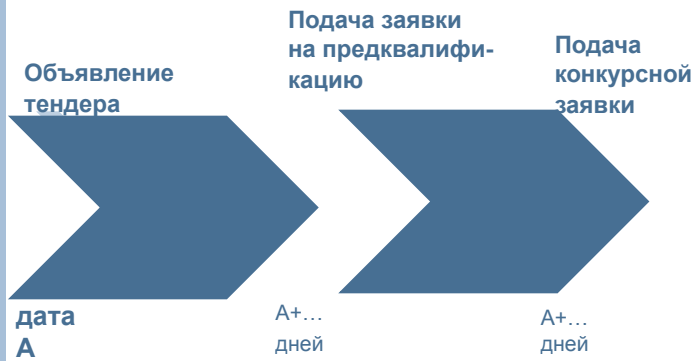 Объявление
тендера
Подача заявки
на предквалифи-
кацию
Подача
конкурсной
заявки
дата
А
А+…
дней
А+…
дней